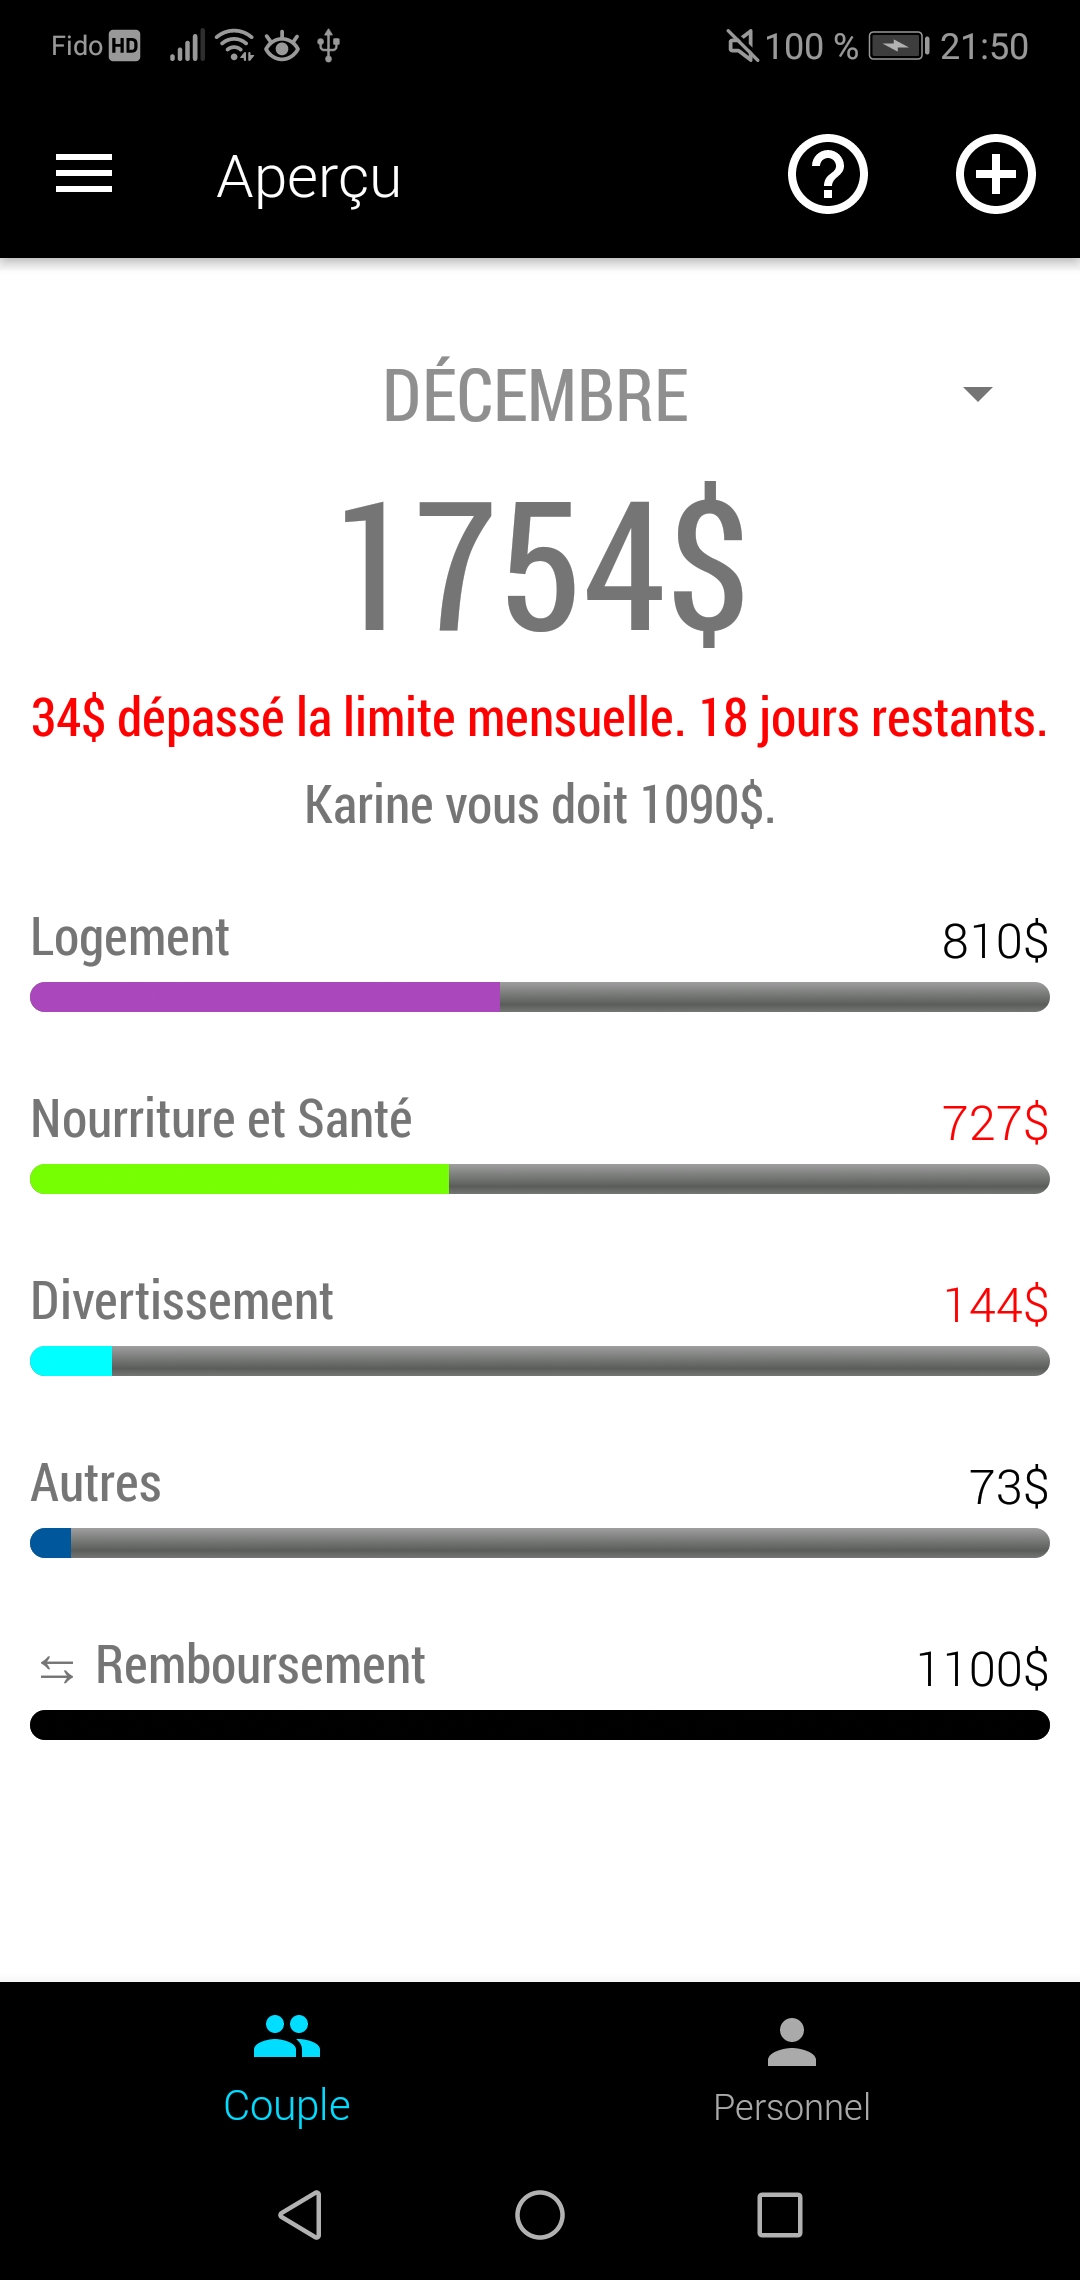 Fido HD 100 % 21:50
Aperçu
DÉCEMBRE
1754$
34$ dépassé la limite mensuelle. 18 jours restants.
Karine vous doit 1090$.
Logement 810$
Nourriture et Santé 727$
Divertissement 144$
Autres 73$
Remboursement 1100$
Couple Personnel